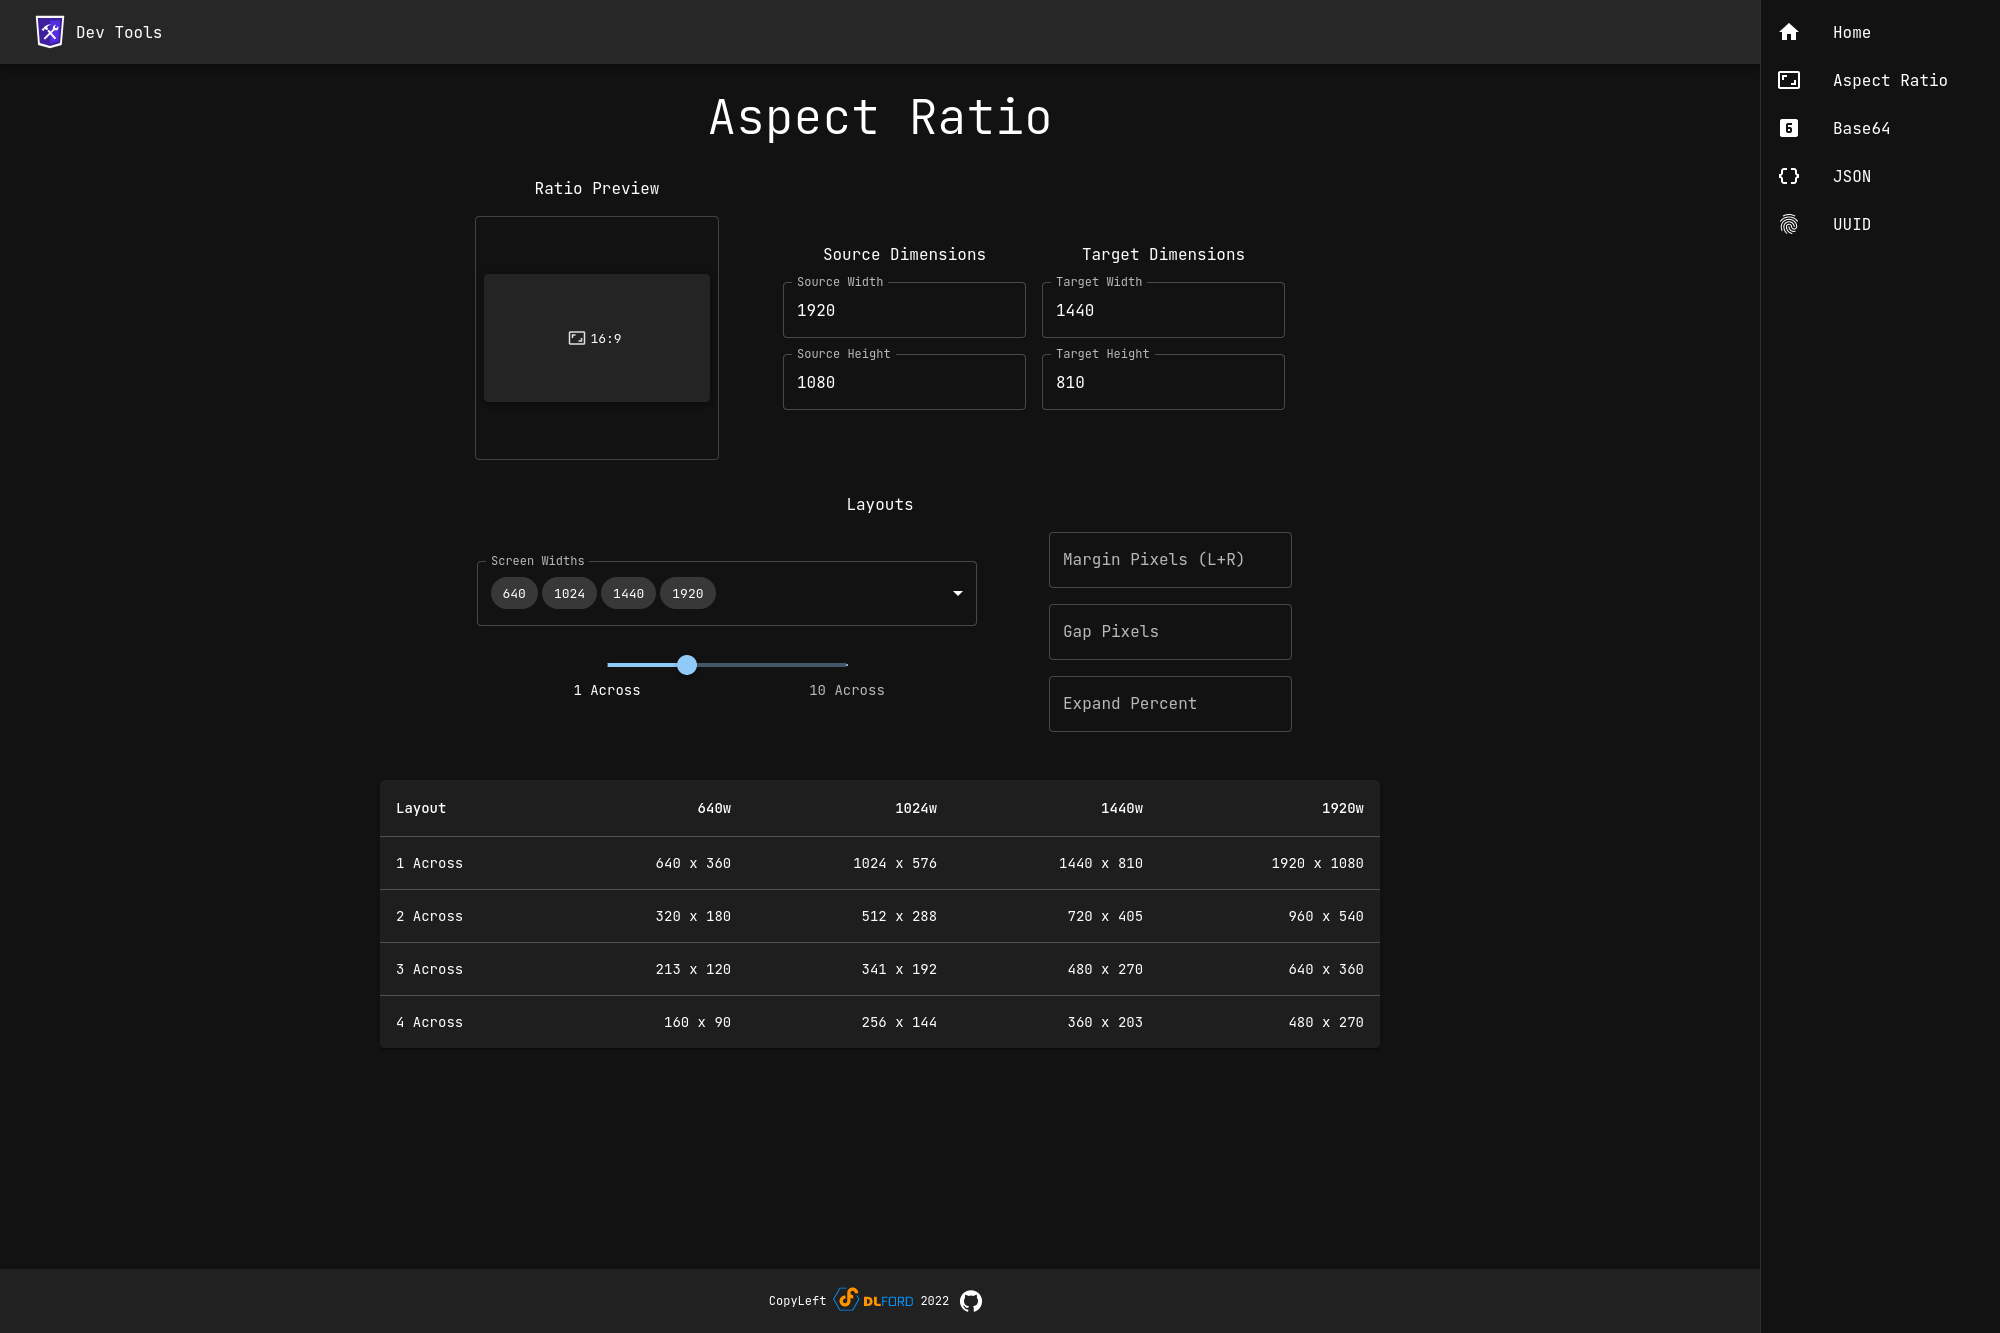 Dev Tools
Home
Aspect Ratio
Base64
JSON
UUID
Aspect Ratio
Ratio Preview
16:9
Source Dimensions
Source Width
1920
Source Height
1080
Target Dimensions
Target Width
1440
Target Height
810
Layouts
Screen Widths
640 1024 1440 1920
1 Across 10 Across
Margin Pixels (L+R)
Gap Pixels
Expand Percent
Layout 640w 1024w 1440w 1920w
1 Across 640 x 360 1024 x 576 1440 x 810 1920 x 1080
2 Across 320 x 180 512 x 288 720 x 405 960 x 540
3 Across 213 x 120 341 x 192 480 x 270 640 x 360
4 Across 160 x 90 256 x 144 360 x 203 480 x 270
CopyLeft DLFORD 2022